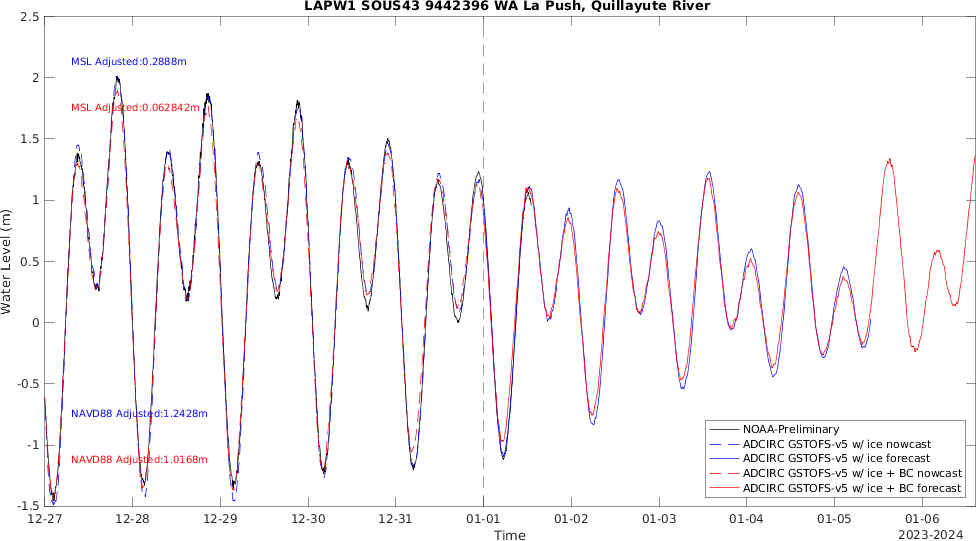 LAPW1 SOUS43 9442396 WA La Push, Quillayute River
2.5
2
1.5
1
0.5
0
-0.5
-1
-1.5
Water Level (m)
MSL Adjusted:0.2888m
MSL Adjusted:0.062842m
NAVD88 Adjusted:1.2428m
NAVD88 Adjusted:1.0168m
NOAA-Preliminary
ADCIRC GSTOFS-v5 w/ ice nowcast
ADCIRC GSTOFS-v5 w/ ice forecast
ADCIRC GSTOFS-v5 w/ ice + BC nowcast
ADCIRC GSTOFS-v5 w/ ice + BC forecast
12-27 12-28 12-29 12-30 12-31 01-01 01-02 01-03 01-04 01-05 01-06
Time
2023-2024